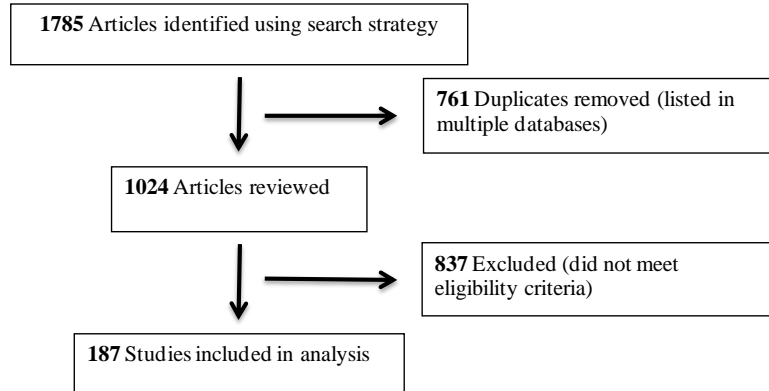 1785 Articles identified using search strategy
761 Duplicates removed (listed in
multiple databases)
1024 Articles reviewed
837 Excluded (did not meet
eligibility criteria)
187 Studies included in analysis